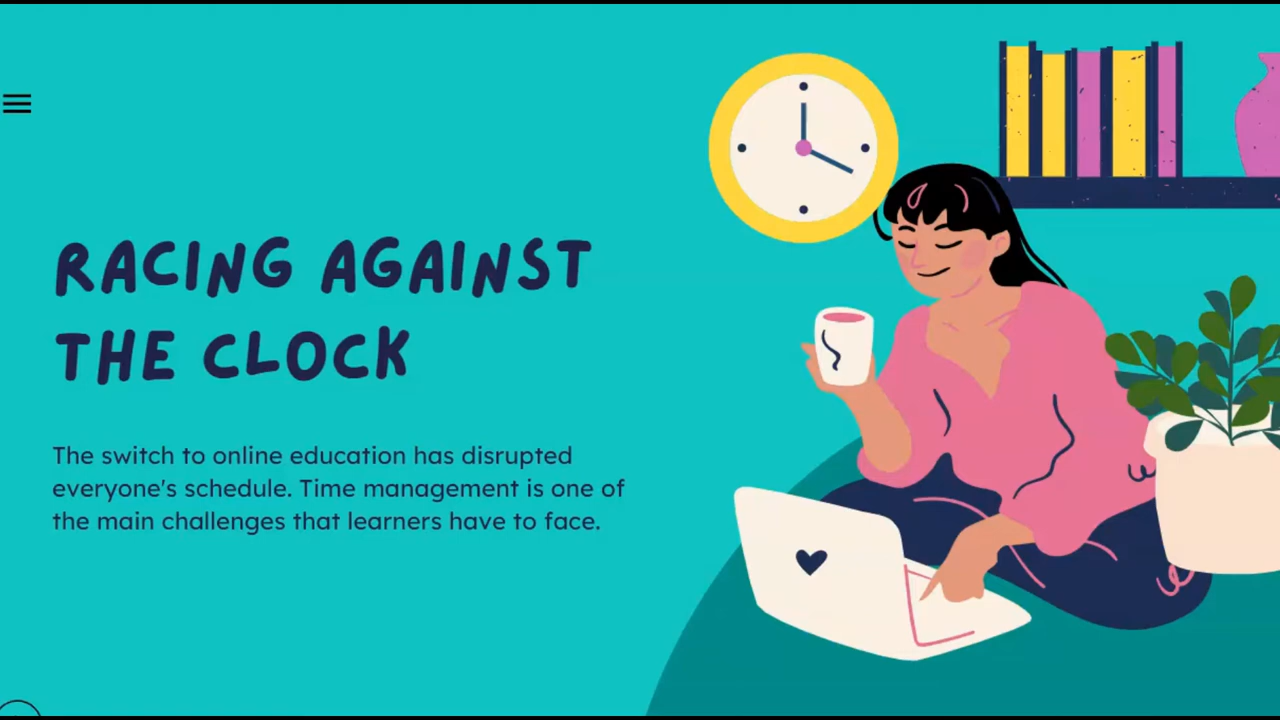 RACING AGAINST
THE CLOCK
The switch to online education has disrupted
everyone's schedule. Time management is one of
the main challenges that learners have to face.